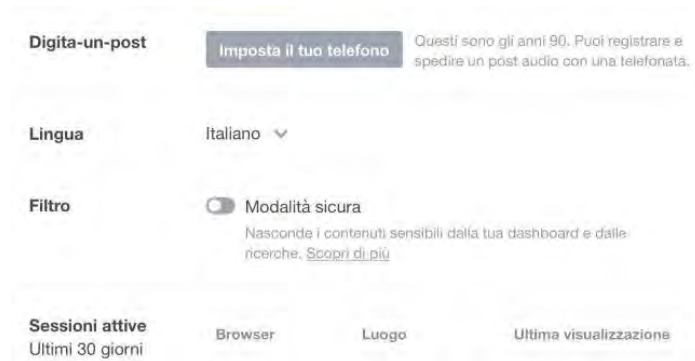 Digita-un-post
Imposta il tuo telefono
Questi sono gli anni 90. Puoi registrare e
spedire un post audio con una telefonata.
Lingua
Italiano
Filtro
Modalità sicura
Nasconde i contenuti sensibili dalla tua dashboard e dalle
ricerche. Scopri di più
Sessioni attive
Ultimi 30 giorni
Browser
Luogo
Ultima visualizzazione